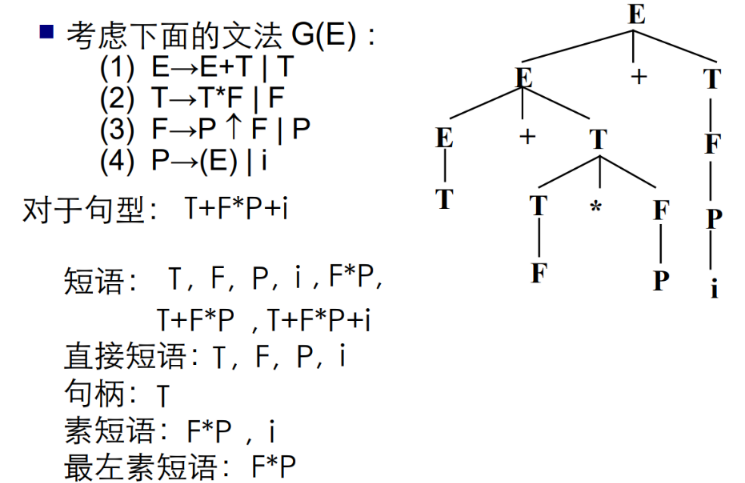 考虑下面的文法 G(E)：
(1) E→E+T | T
(2) T→T*F | F
(3) F→P↑F | P
(4) P→(E) | i
对于句型： T+F*P+i
短语： T, F, P, i , F*P,
T+F*P , T+F*P+i
直接短语：T, F, P, i
句柄：T
素短语：F*P , i
最左素短语：F*P
E
E + T
E + T F
T T * F P
F P i